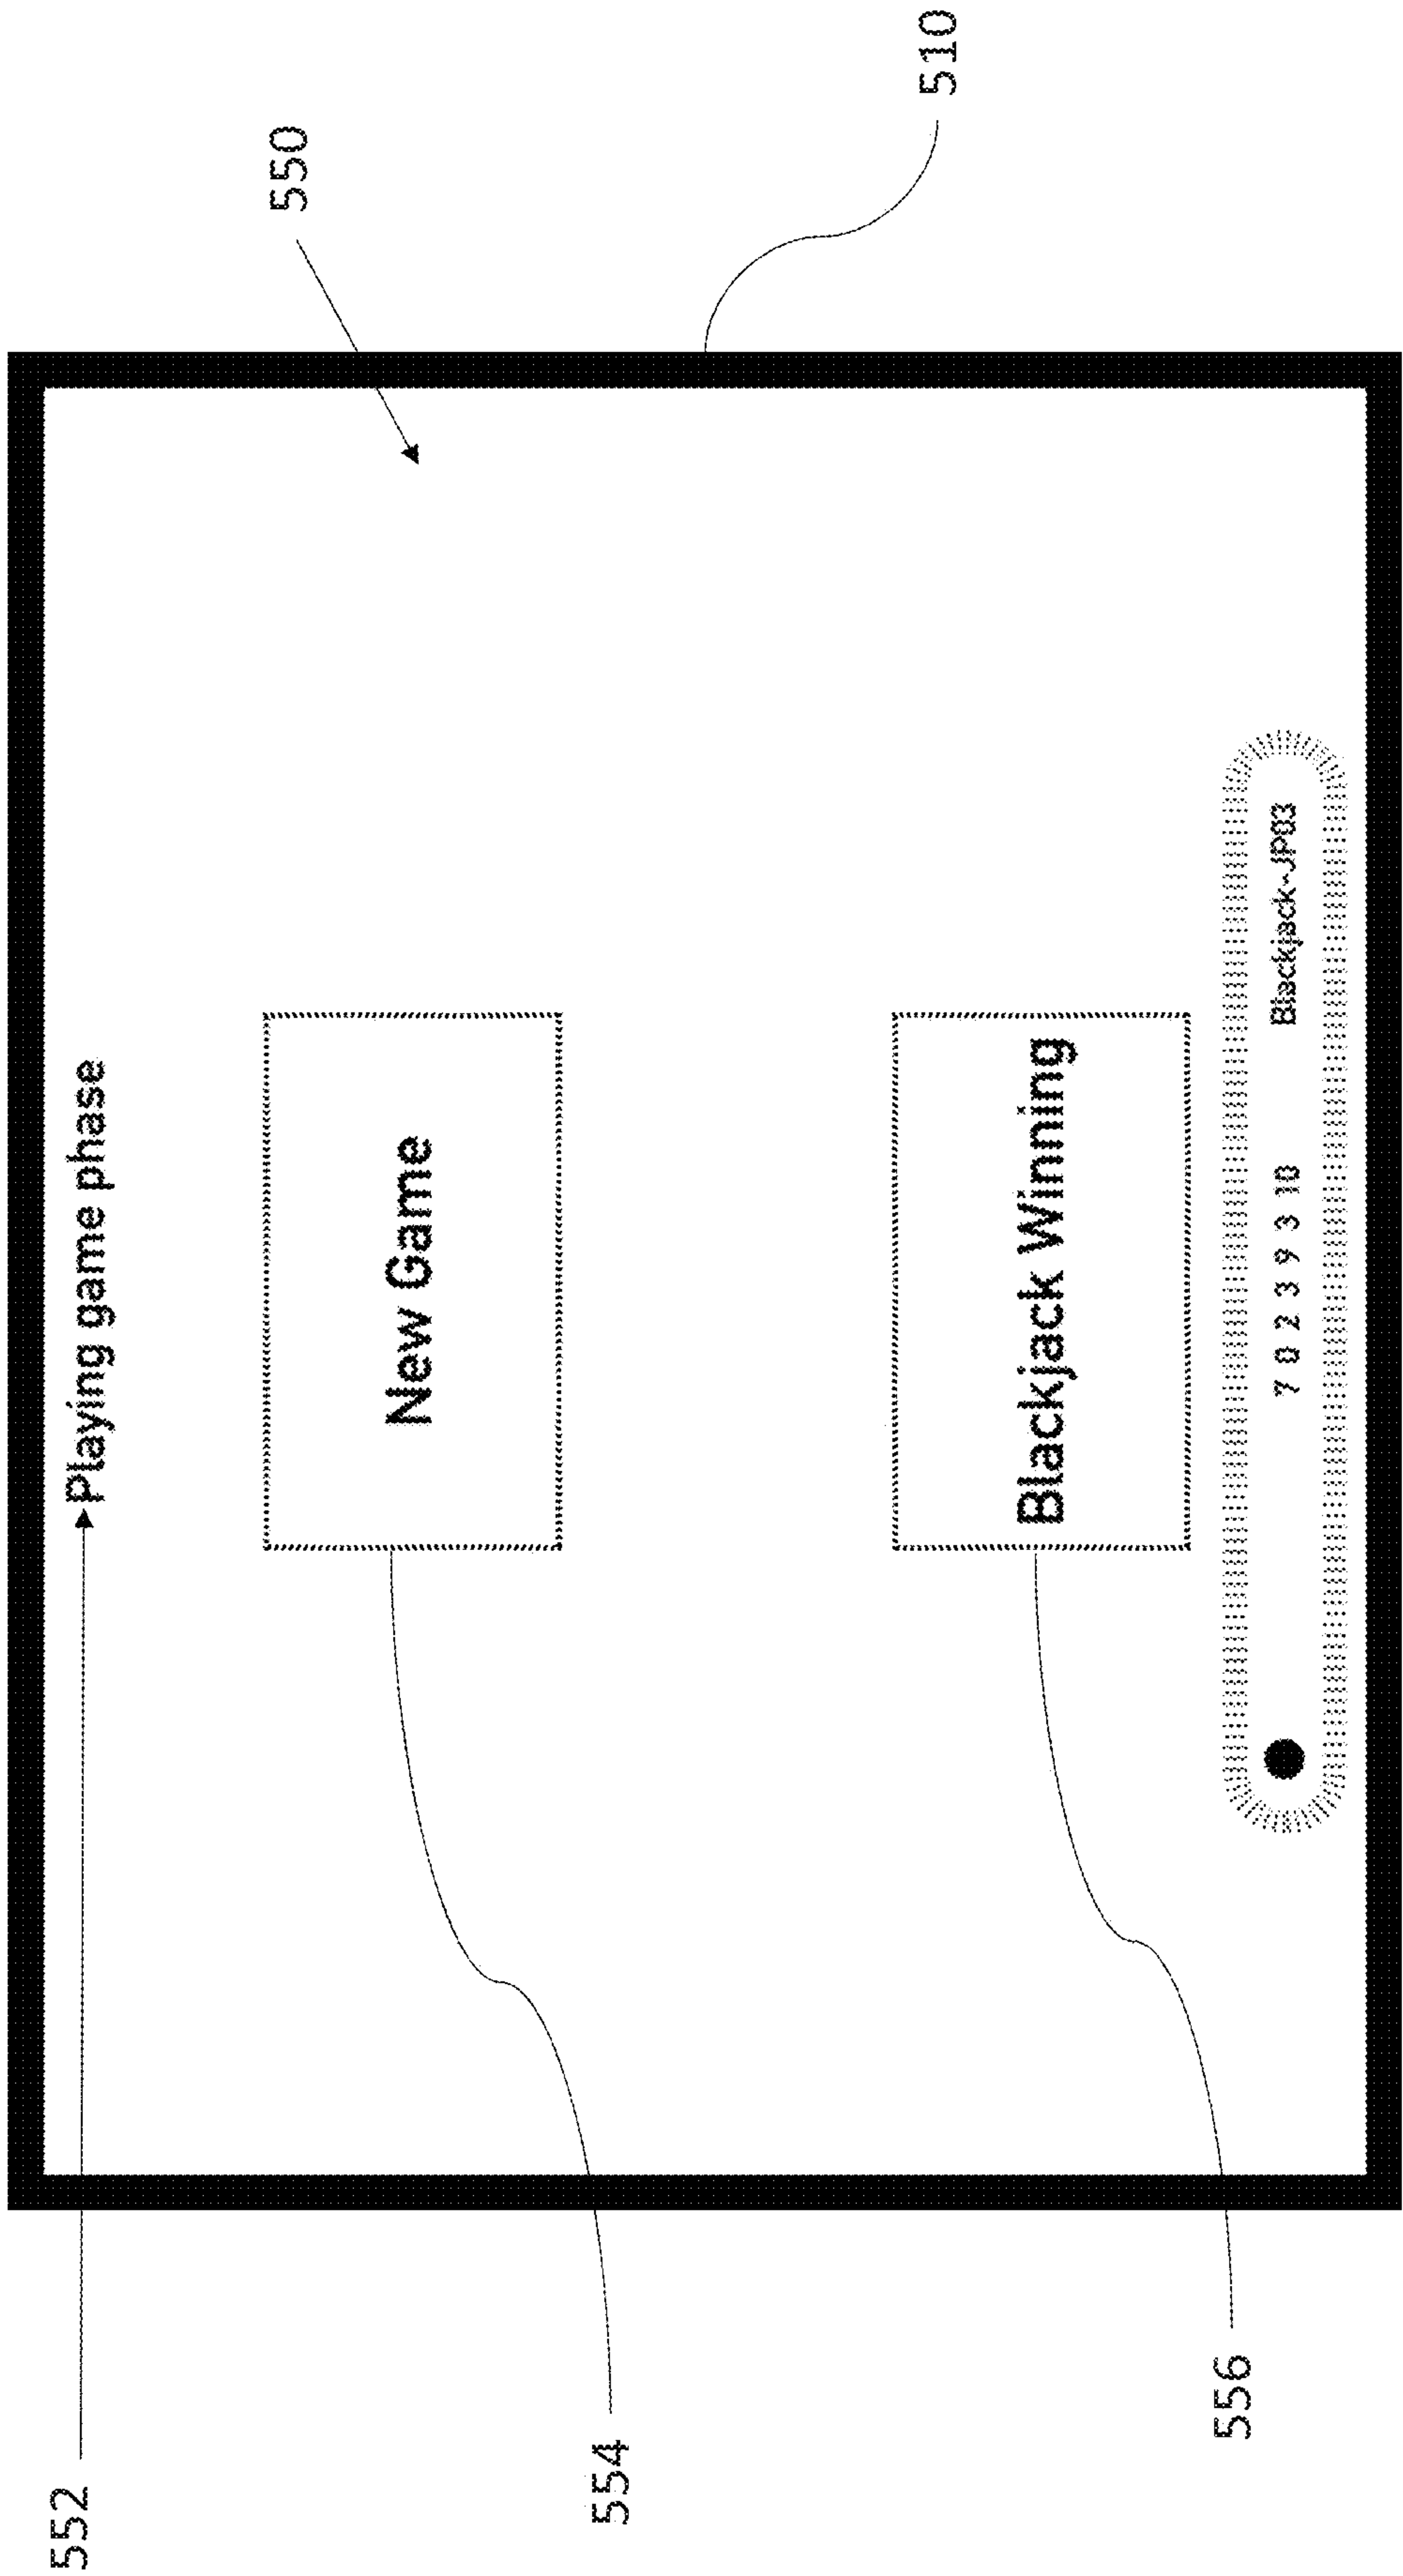 550
510
552
Playing game phase
New Game
554
Blackjack Winning
556
7 0 2 3 9 3 10
Blackjack-JP03